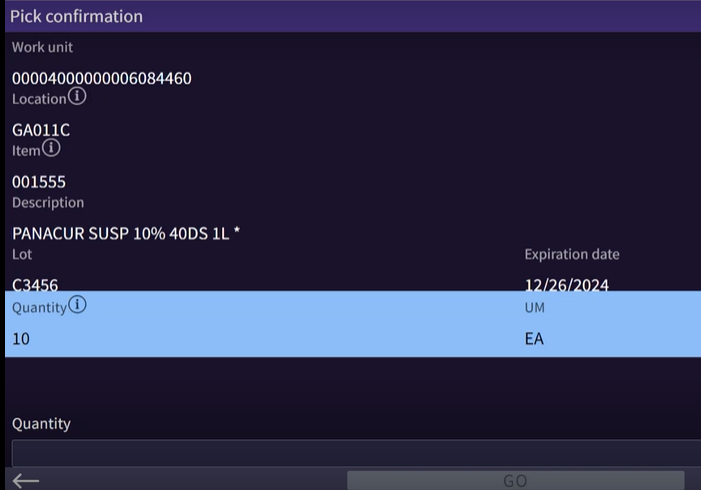 Pick confirmation
Work unit
00004000000006084460
Location
GA011C
Item
001555
Description
PANACUR SUSP 10% 40DS 1L *
Lot Expiration date
C3456 12/26/2024
Quantity UM
10 EA
Quantity
GO